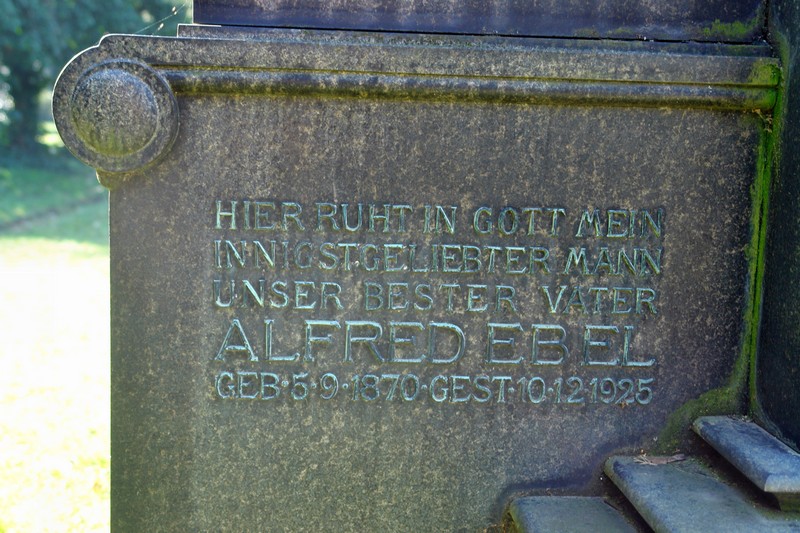 HIER RUHT IN GOTT MEIN
INNIGSTGELIEBTER MANN
UNSER BESTER VATER
ALFRED EBEL
GEB·5·9·1870·GEST·10·12·1925